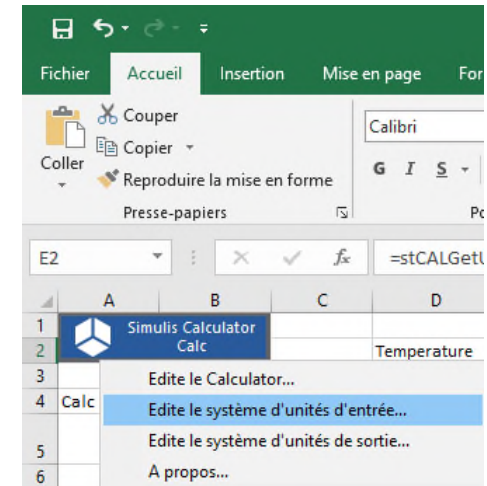 Fichier Accueil Insertion Mise en page For
Couper
Copier
Coller
Reproduire la mise en forme
Presse-papiers
Calibri
G I S
Po
E2 fx =stCALGetU
A B C D
1 Simulis Calculator
2 Calc Temperature
3 Edite le Calculator...
4 Calc Edite le système d'unités d'entrée...
5 Edite le système d'unités de sortie...
6 A propos...